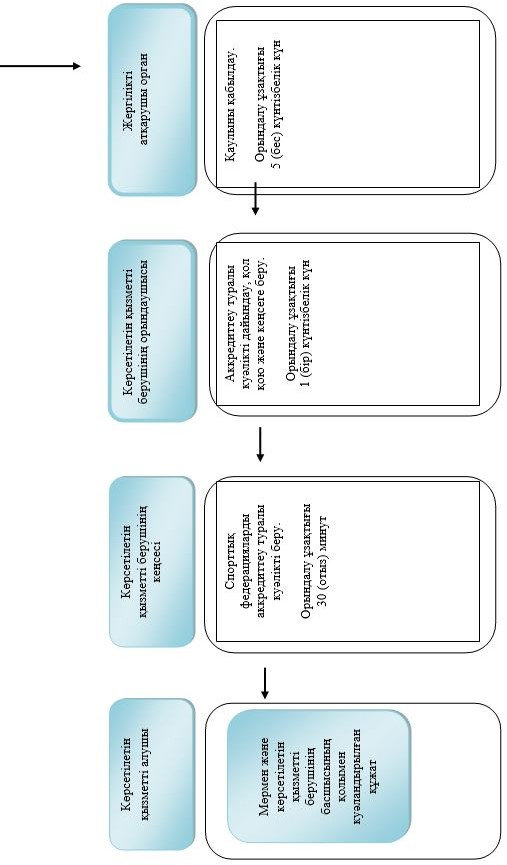 Жергілікті
атқарушы орган
Қаулыны қабылдау.
Орындалу ұзақтығы
5 (бес) күнтізбелік күн
Көрсетілетін қызметті
берушінің орындаушысы
Аккредиттеу туралы
куәлікті дайындау, қол
қою және кеңсеге беру.
Орындалу ұзақтығы
1 (бір) күнтізбелік күн
Көрсетілетін
қызметті берушінің
кеңсесі
Спорттық
федерацияларды
аккредиттеу туралы
куәлікті беру.
Орындалу ұзақтығы
30 (отыз) минут
Көрсетілетін
қызметті алушы
Мөрмен және
көрсетілетін
қызметті
берушінің
басшысының
қолымен
куәландырылған
құжат